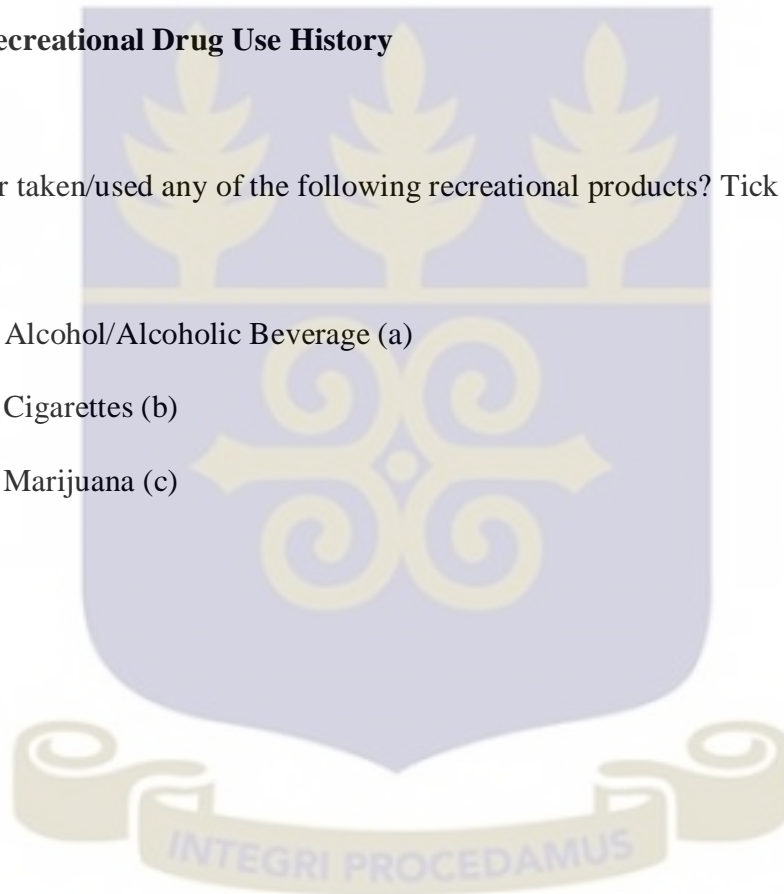 ecreational Drug Use History
r taken/used any of the following recreational products? Tick
Alcohol/Alcoholic Beverage (a)
Cigarettes (b)
Marijuana (c)
INTEGRI PROCEDAMUS